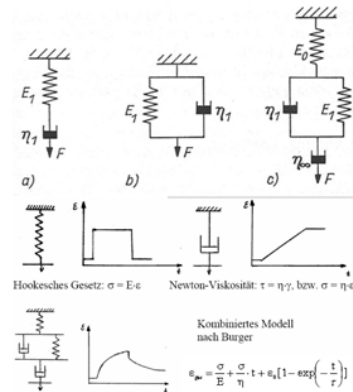 E₀
E₁
η₁
η₁
E₁
η₁
E₁
η∞
F
F
F
a)
b)
c)
ε
t
ε
t
Hookesches Gesetz: σ = E·ε
Newton-Viskosität: τ = η·γ, bzw. σ = η·ε
ε
t
Kombiniertes Modell
nach Burger